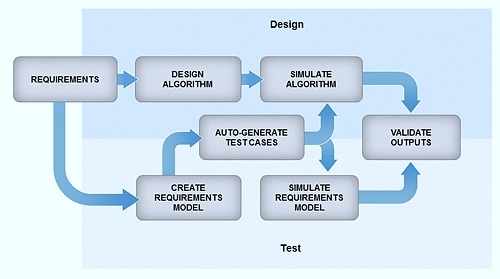 Design
REQUIREMENTS
DESIGN
ALGORITHM
SIMULATE
ALGORITHM
AUTO-GENERATE
TEST CASES
VALIDATE
OUTPUTS
CREATE
REQUIREMENTS
MODEL
SIMULATE
REQUIREMENTS
MODEL
Test